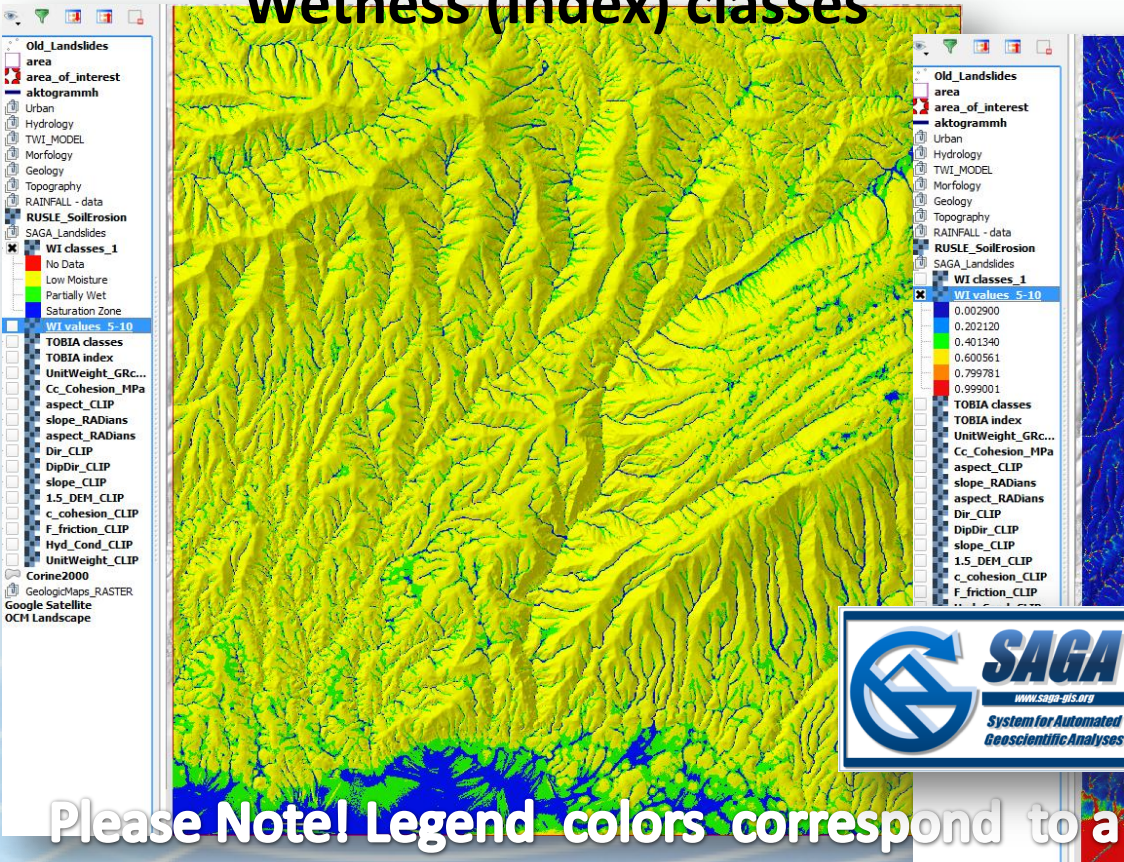 Wetness (Index) classes
Old_Landslides
area
area_of_interest
aktogrammh
Urban
Hydrology
TWI_MODEL
Morfology
Geology
Topography
RAINFALL - data
RUSLE_SoilErosion
SAGA_Landslides
WI classes_1
No Data
Low Moisture
Partially Wet
Saturation Zone
WI values_5-10
TOBIA classes
TOBIA index
UnitWeight_GRc...
Cc_Cohesion_MPa
aspect_CLIP
slope_RADians
aspect_RADians
Dir_CLIP
DipDir_CLIP
slope_CLIP
1.5_DEM_CLIP
c_cohesion_CLIP
F_friction_CLIP
Hyd_Cond_CLIP
UnitWeight_CLIP
Corine2000
GeologicMaps_RASTER
Google Satellite
OCM Landscape
Old_Landslides
area
area_of_interest
aktogrammh
Urban
Hydrology
TWI_MODEL
Morfology
Geology
Topography
RAINFALL - data
RUSLE_SoilErosion
SAGA_Landslides
WI classes_1
WI values_5-10
0.002900
0.202120
0.401340
0.600561
0.799781
0.999001
TOBIA classes
TOBIA index
UnitWeight_GRc...
Cc_Cohesion_MPa
aspect_CLIP
slope_RADians
aspect_RADians
Dir_CLIP
DipDir_CLIP
slope_CLIP
1.5_DEM_CLIP
c_cohesion_CLIP
F_friction_CLIP
SAGA
www.saga-gis.org
System for Automated
Geoscientific Analyses
Please Note! Legend colors correspond to a